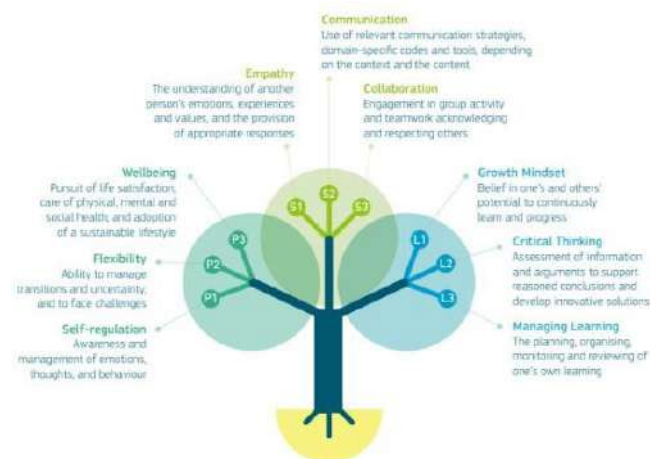 Communication
Use of relevant communication strategies,
domain-specific codes and tools, depending
on the context and the content
Empathy
The understanding of another
person's emotions, experiences
and values, and the provision
of appropriate responses
Collaboration
Engagement in group activity
and teamwork acknowledging
and respecting others
Wellbeing
Pursuit of life satisfaction,
care of physical, mental and
social health; and adoption
of a sustainable lifestyle
Flexibility
Ability to manage
transitions and uncertainty,
and to face challenges
Self-regulation
Awareness and
management of emotions,
thoughts, and behaviour
P3
P2
P1
S1
S2
S3
L1
L2
L3
Growth Mindset
Belief in one's and others'
potential to continuously
learn and progress
Critical Thinking
Assessment of information
and arguments to support
reasoned conclusions and
develop innovative solutions
Managing Learning
The planning, organising,
monitoring and reviewing of
one's own learning